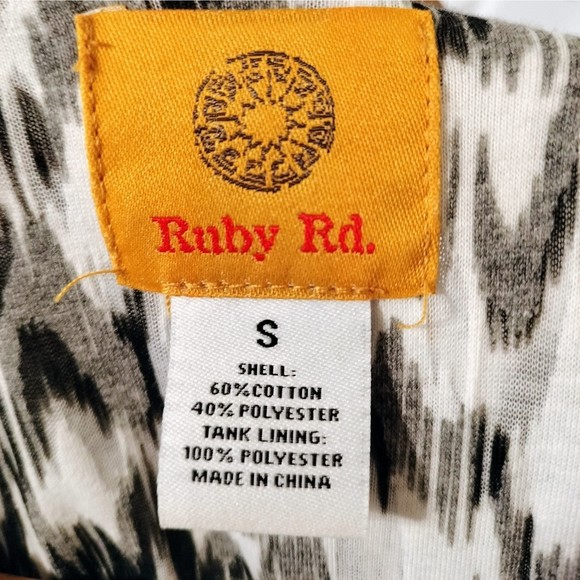 Ruby Rd.
S
SHELL:
60%COTTON
40% POLYESTER
TANK LINING:
100% POLYESTER
MADE IN CHINA